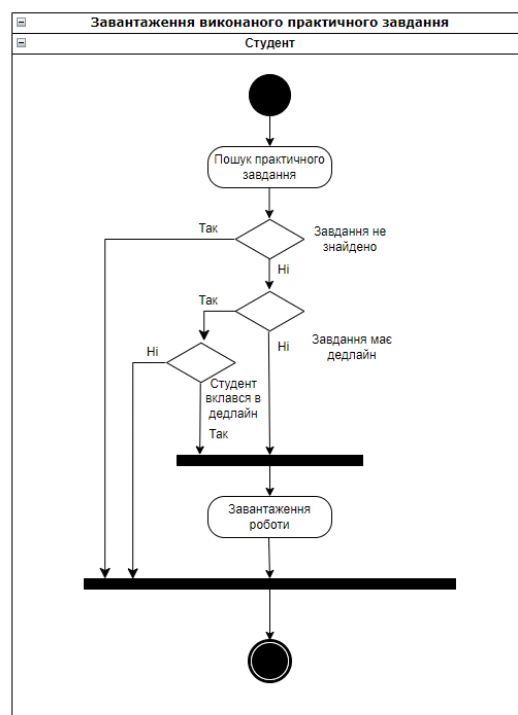 Завантаження виконаного практичного завдання
Студент
Пошук практичного
завдання
Так
Завдання не
знайдено
Ні
Так
Завдання має
дедлайн
Ні
Ні
Студент
вклався в
дедлайн
Так
Завантаження
роботи